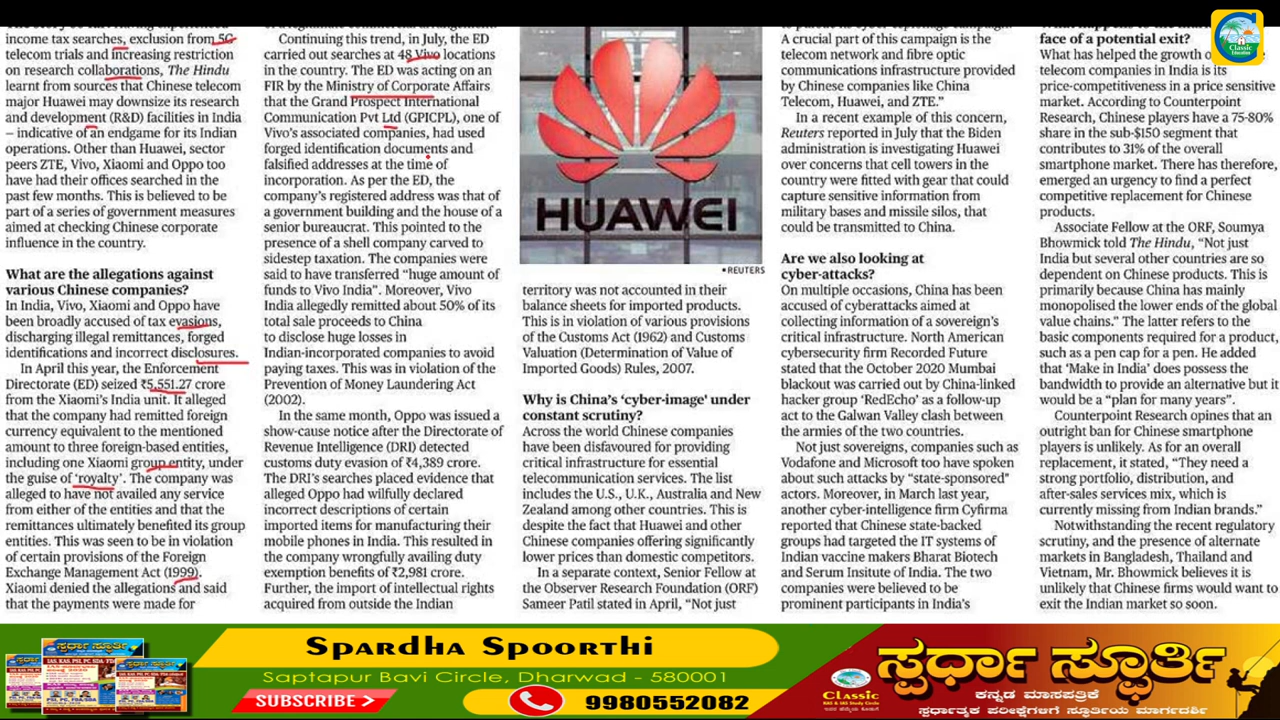 income tax searches, exclusion from 5G
telecom trials and increasing restriction
on research collaborations, The Hindu
learnt from sources that Chinese telecom
major Huawei may downsize its research
and development (R&D) facilities in India
– indicative of an endgame for its Indian
operations. Other than Huawei, sector
peers ZTE, Vivo, Xiaomi and Oppo too
have had their offices searched in the
past few months. This is believed to be
part of a series of government measures
aimed at checking Chinese corporate
influence in the country.
What are the allegations against
various Chinese companies?
In India, Vivo, Xiaomi and Oppo have
been broadly accused of tax evasions,
discharging illegal remittances, forged
identifications and incorrect disclosures.
In April this year, the Enforcement
Directorate (ED) seized ₹5,551.27 crore
from the Xiaomi's India unit. It alleged
that the company had remitted foreign
currency equivalent to the mentioned
amount to three foreign-based entities,
including one Xiaomi group entity, under
the guise of 'royalty'. The company was
alleged to have not availed any service
from either of the entities and that the
remittances ultimately benefited its group
entities. This was seen to be in violation
of certain provisions of the Foreign
Exchange Management Act (1999).
Xiaomi denied the allegations and said
that the payments were made for
Continuing this trend, in July, the ED
carried out searches at 48 Vivo locations
in the country. The ED was acting on an
FIR by the Ministry of Corporate Affairs
that the Grand Prospect International
Communication Pvt Ltd (GPICPL), one of
Vivo's associated companies, had used
forged identification documents and
falsified addresses at the time of
incorporation. As per the ED, the
company's registered address was that of
a government building and the house of a
senior bureaucrat. This pointed to the
presence of a shell company carved to
sidestep taxation. The companies were
said to have transferred "huge amount of
funds to Vivo India". Moreover, Vivo
India allegedly remitted about 50% of its
total sale proceeds to China
to disclose huge losses in
Indian-incorporated companies to avoid
paying taxes. This was in violation of the
Prevention of Money Laundering Act
(2002).
In the same month, Oppo was issued a
show-cause notice after the Directorate of
Revenue Intelligence (DRI) detected
customs duty evasion of ₹4,389 crore.
The DRI's searches placed evidence that
alleged Oppo had wilfully declared
incorrect descriptions of certain
imported items for manufacturing their
mobile phones in India. This resulted in
the company wrongfully availing duty
exemption benefits of ₹2,981 crore.
Further, the import of intellectual rights
acquired from outside the Indian
HUAWEI
• REUTERS
territory was not accounted in their
balance sheets for imported products.
This is in violation of various provisions
of the Customs Act (1962) and Customs
Valuation (Determination of Value of
Imported Goods) Rules, 2007.
Why is China's 'cyber-image' under
constant scrutiny?
Across the world Chinese companies
have been disfavoured for providing
critical infrastructure for essential
telecommunication services. The list
includes the U.S., U.K., Australia and New
Zealand among other countries. This is
despite the fact that Huawei and other
Chinese companies offering significantly
lower prices than domestic competitors.
In a separate context, Senior Fellow at
the Observer Research Foundation (ORF)
Sameer Patil stated in April, "Not just
A crucial part of this campaign is the
telecom network and fibre optic
communications infrastructure provided
by Chinese companies like China
Telecom, Huawei, and ZTE."
In a recent example of this concern,
Reuters reported in July that the Biden
administration is investigating Huawei
over concerns that cell towers in the
country were fitted with gear that could
capture sensitive information from
military bases and missile silos, that
could be transmitted to China.
Are we also looking at
cyber-attacks?
On multiple occasions, China has been
accused of cyberattacks aimed at
collecting information of a sovereign's
critical infrastructure. North American
cybersecurity firm Recorded Future
stated that the October 2020 Mumbai
blackout was carried out by China-linked
hacker group 'RedEcho' as a follow-up
act to the Galwan Valley clash between
the armies of the two countries.
Not just sovereigns, companies such as
Vodafone and Microsoft too have spoken
about such attacks by "state-sponsored"
actors. Moreover, in March last year,
another cyber-intelligence firm Cyfirma
reported that Chinese state-backed
groups had targeted the IT systems of
Indian vaccine makers Bharat Biotech
and Serum Insitute of India. The two
companies were believed to be
prominent participants in India's
face of a potential exit?
What has helped the growth o
telecom companies in India is its
price-competitiveness in a price sensitive
market. According to Counterpoint
Research, Chinese players have a 75-80%
share in the sub-$150 segment that
contributes to 31% of the overall
smartphone market. There has therefore,
emerged an urgency to find a perfect
competitive replacement for Chinese
products.
Associate Fellow at the ORF, Soumya
Bhowmick told The Hindu, "Not just
India but several other countries are so
dependent on Chinese products. This is
primarily because China has mainly
monopolised the lower ends of the global
value chains." The latter refers to the
basic components required for a product,
such as a pen cap for a pen. He added
that 'Make in India' does possess the
bandwidth to provide an alternative but it
would be a "plan for many years".
Counterpoint Research opines that an
outright ban for Chinese smartphone
players is unlikely. As for an overall
replacement, it stated, "They need a
strong portfolio, distribution, and
after-sales services mix, which is
currently missing from Indian brands."
Notwithstanding the recent regulatory
scrutiny, and the presence of alternate
markets in Bangladesh, Thailand and
Vietnam, Mr. Bhowmick believes it is
unlikely that Chinese firms would want to
exit the Indian market so soon.
Classic
Education
Spardha Spoorthi
Saptapur Bavi Circle, Dharwad - 580001
SUBSCRIBE
9980552082
Classic
ಸ್ಪರ್ಧಾ ಸ್ಫೂರ್ತಿ
ಕನ್ನಡ ಮಾಸಪತ್ರಿಕೆ
ಸ್ಪರ್ಧಾತ್ಮಕ ಪರೀಕ್ಷೆಗಳಿಗೆ ಸ್ಫೂರ್ತಿಯ ಮಾರ್ಗದರ್ಶಿ